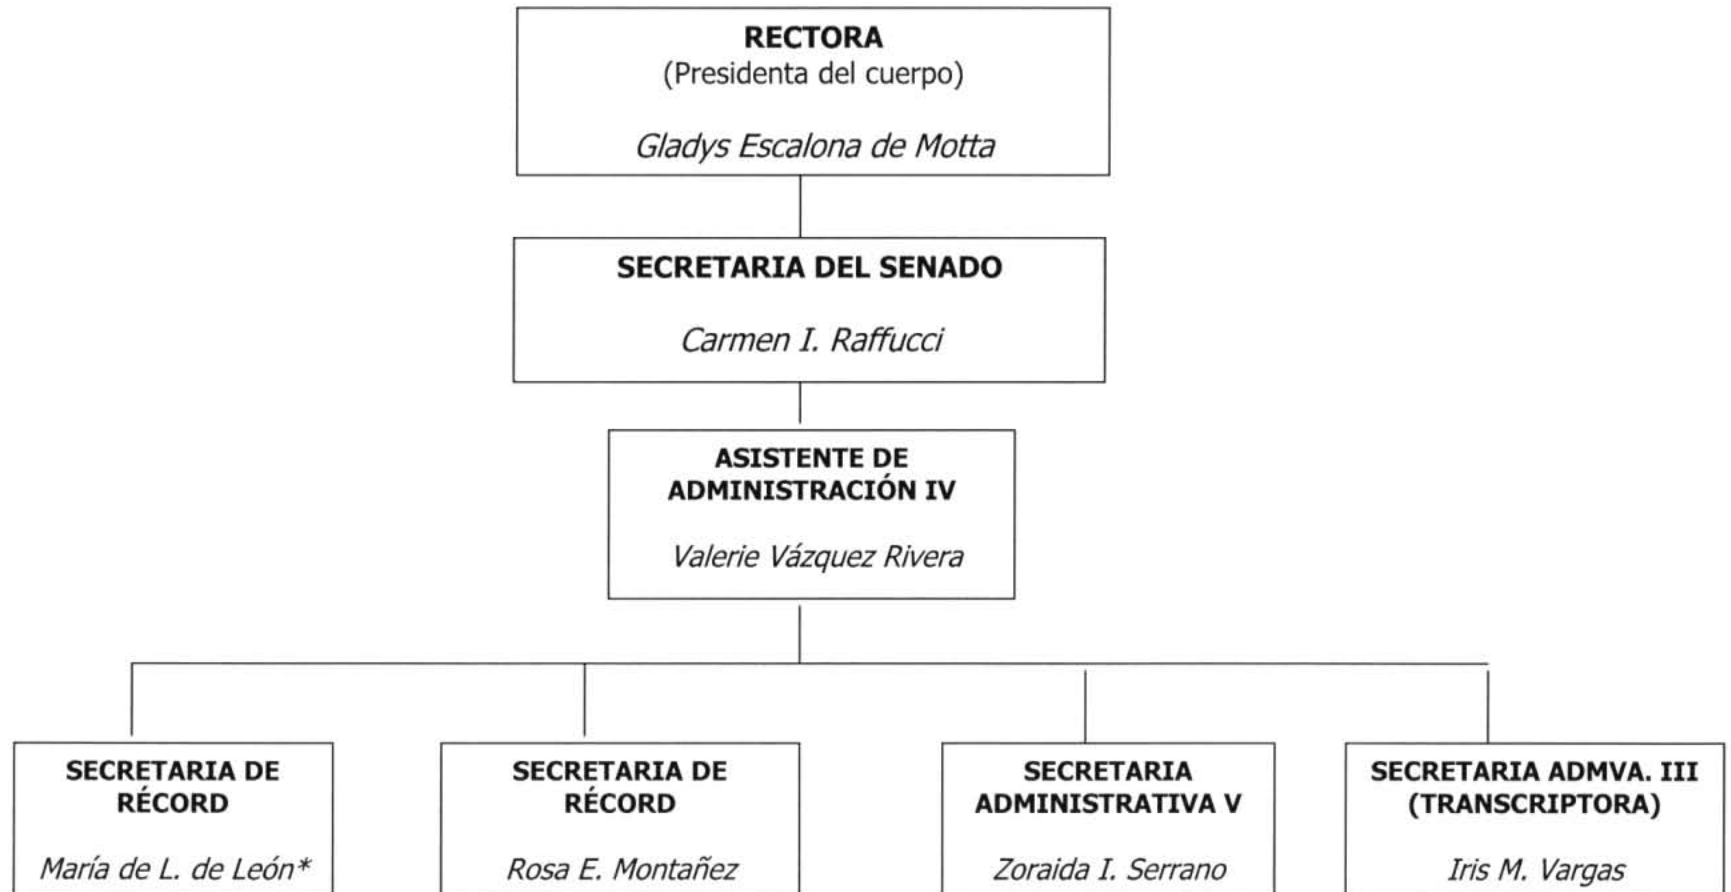 RECTORA
(Presidenta del cuerpo)
Gladys Escalona de Motta
SECRETARIA DEL SENADO
Carmen I. Raffucci
ASISTENTE DE
ADMINISTRACIÓN IV
Valerie Vázquez Rivera
SECRETARIA DE
RÉCORD
María de L. de León*
SECRETARIA DE
RÉCORD
Rosa E. Montañez
SECRETARIA
ADMINISTRATIVA V
Zoraida I. Serrano
SECRETARIA ADMVA. III
(TRANSCRIPTORA)
Iris M. Vargas